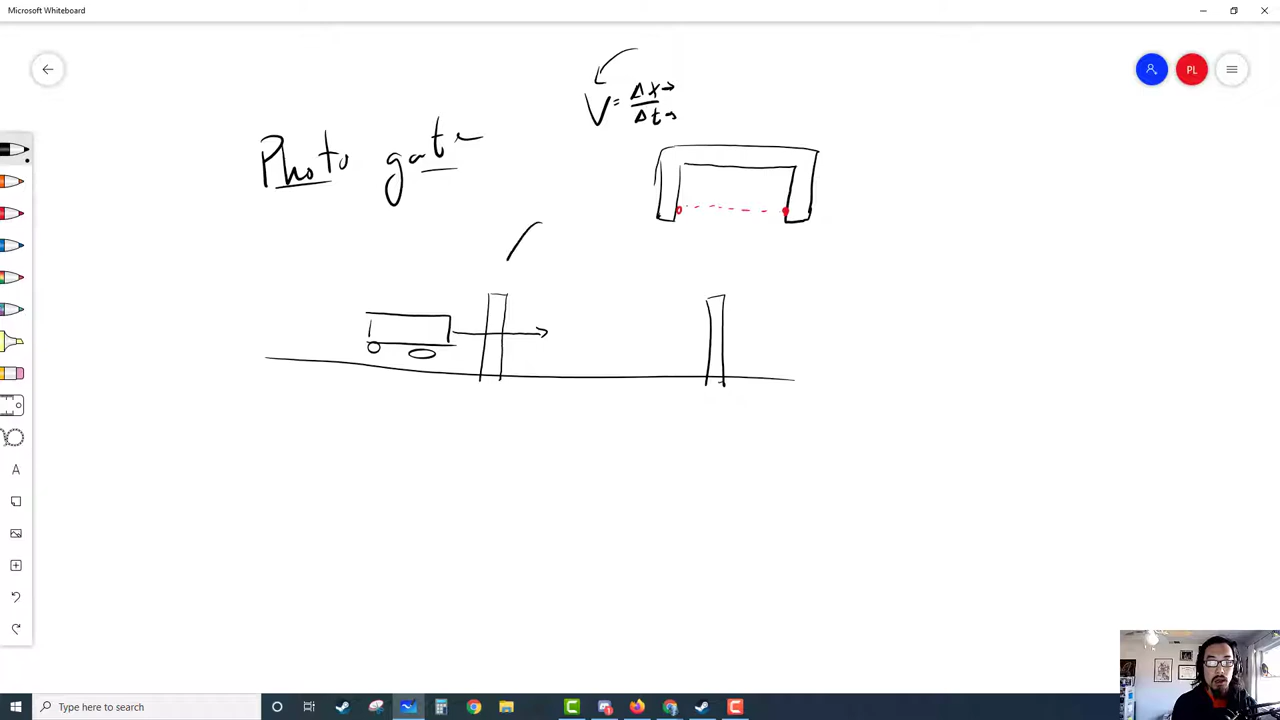 Microsoft Whiteboard
V = Δx→
Δt→
Photo gate
PL
A
Type here to search